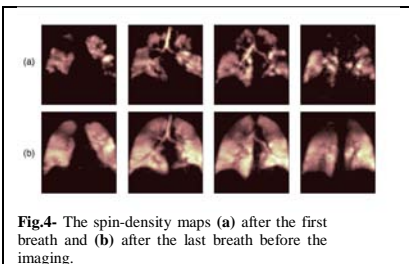 (a)
(b)
Fig.4- The spin-density maps (a) after the first
breath and (b) after the last breath before the
imaging.